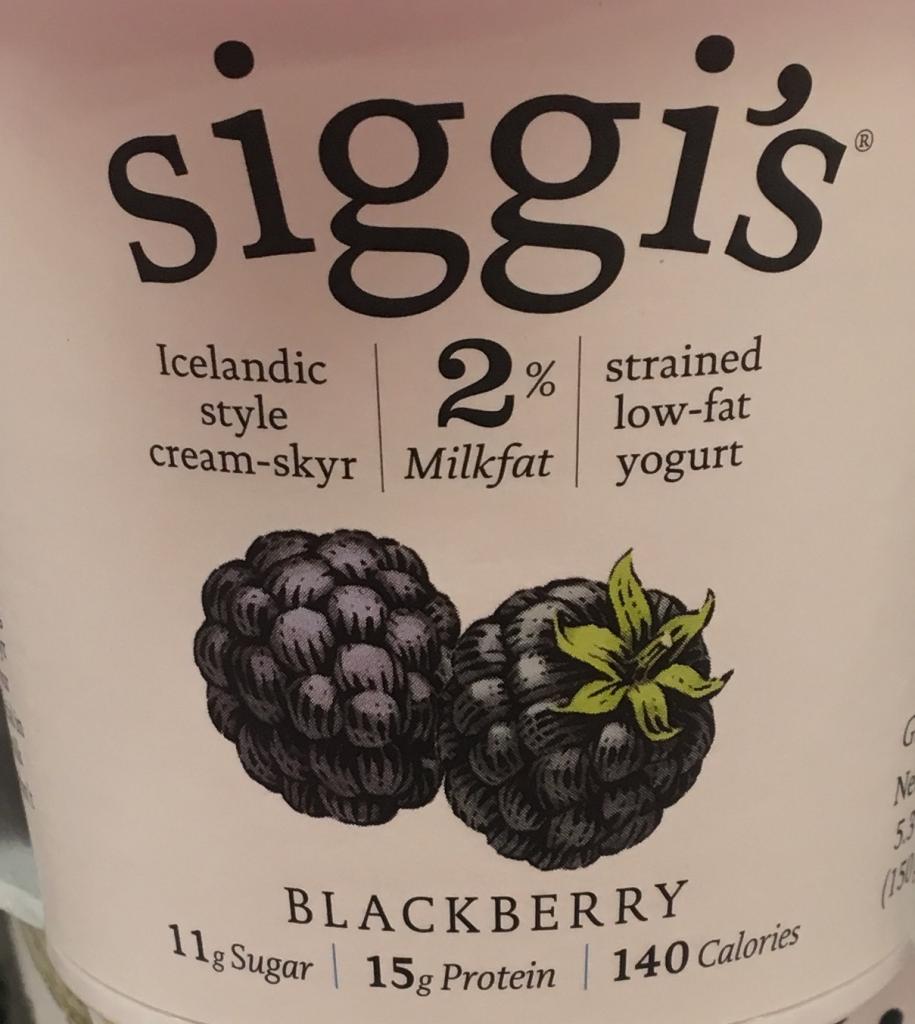 siggi's®
Icelandic
style
cream-skyr
2%
Milkfat
strained
low-fat
yogurt
BLACKBERRY
11g Sugar | 15g Protein | 140 Calories